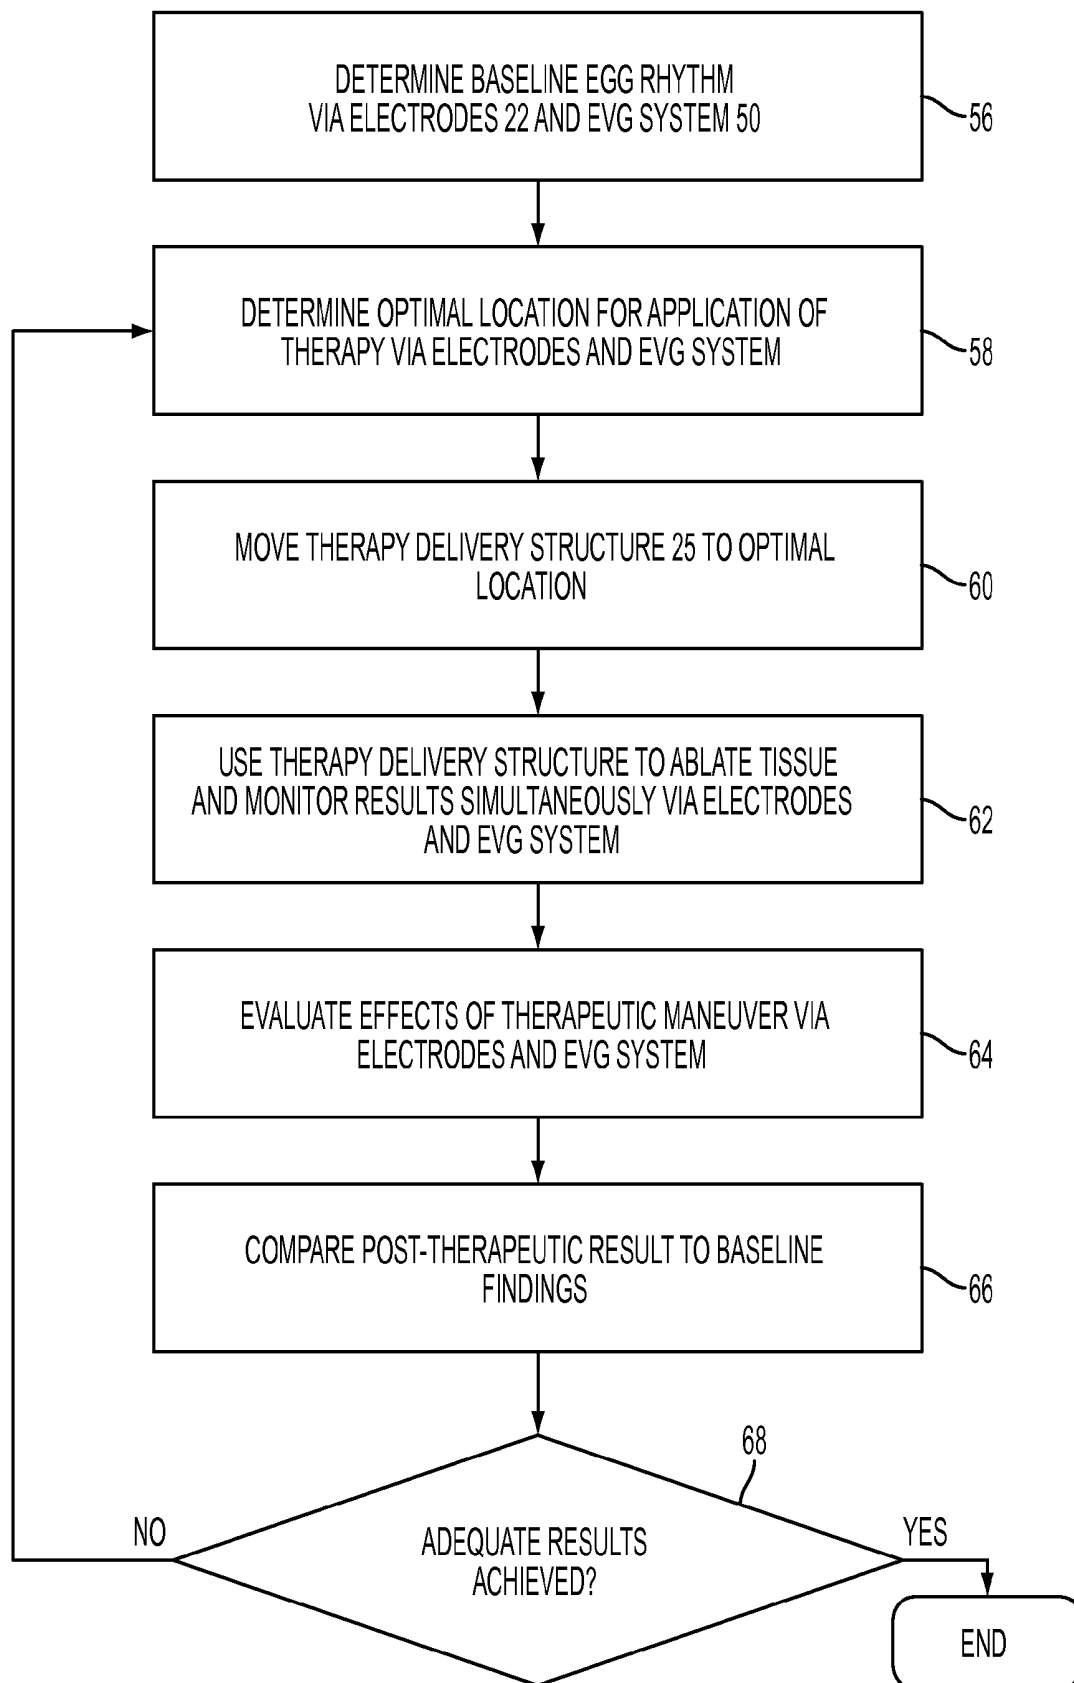 DETERMINE BASELINE EGG RHYTHM
VIA ELECTRODES 22 AND EVG SYSTEM 50
56
DETERMINE OPTIMAL LOCATION FOR APPLICATION OF
THERAPY VIA ELECTRODES AND EVG SYSTEM
58
MOVE THERAPY DELIVERY STRUCTURE 25 TO OPTIMAL
LOCATION
60
USE THERAPY DELIVERY STRUCTURE TO ABLATE TISSUE
AND MONITOR RESULTS SIMULTANEOUSLY VIA ELECTRODES
AND EVG SYSTEM
62
EVALUATE EFFECTS OF THERAPEUTIC MANEUVER VIA
ELECTRODES AND EVG SYSTEM
64
COMPARE POST-THERAPEUTIC RESULT TO BASELINE
FINDINGS
66
68
NO
ADEQUATE RESULTS
ACHIEVED?
YES
END